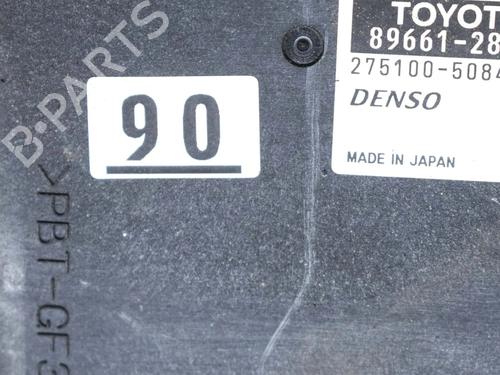 TOYOT
89661-28
275100-5084
DENSO
MADE IN JAPAN
90
>PBT-GF3
B-PARTS